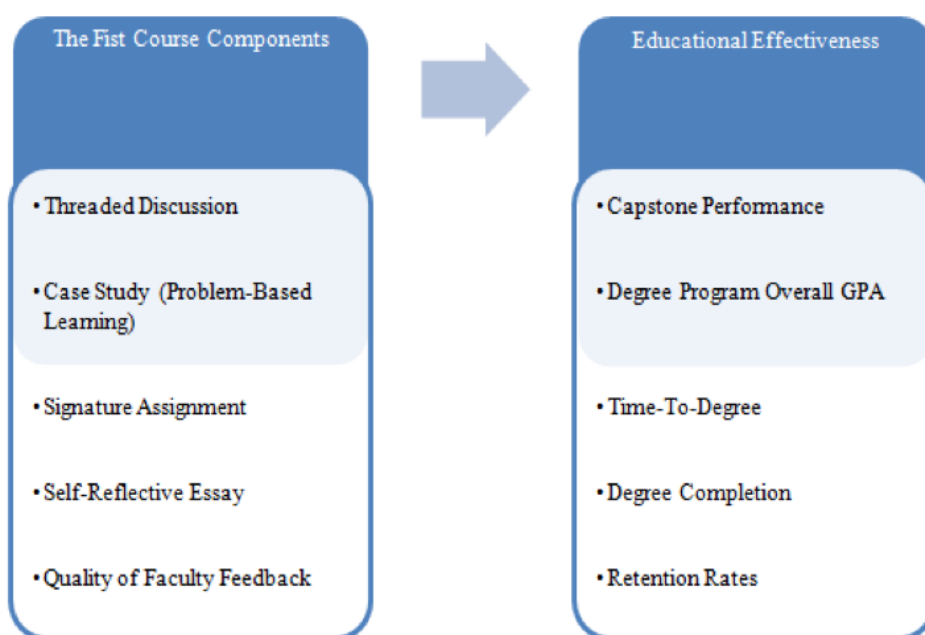 The Fist Course Components
• Threaded Discussion
• Case Study (Problem-Based
Learning)
• Signature Assignment
• Self-Reflective Essay
• Quality of Faculty Feedback
Educational Effectiveness
• Capstone Performance
• Degree Program Overall GPA
• Time-To-Degree
• Degree Completion
• Retention Rates